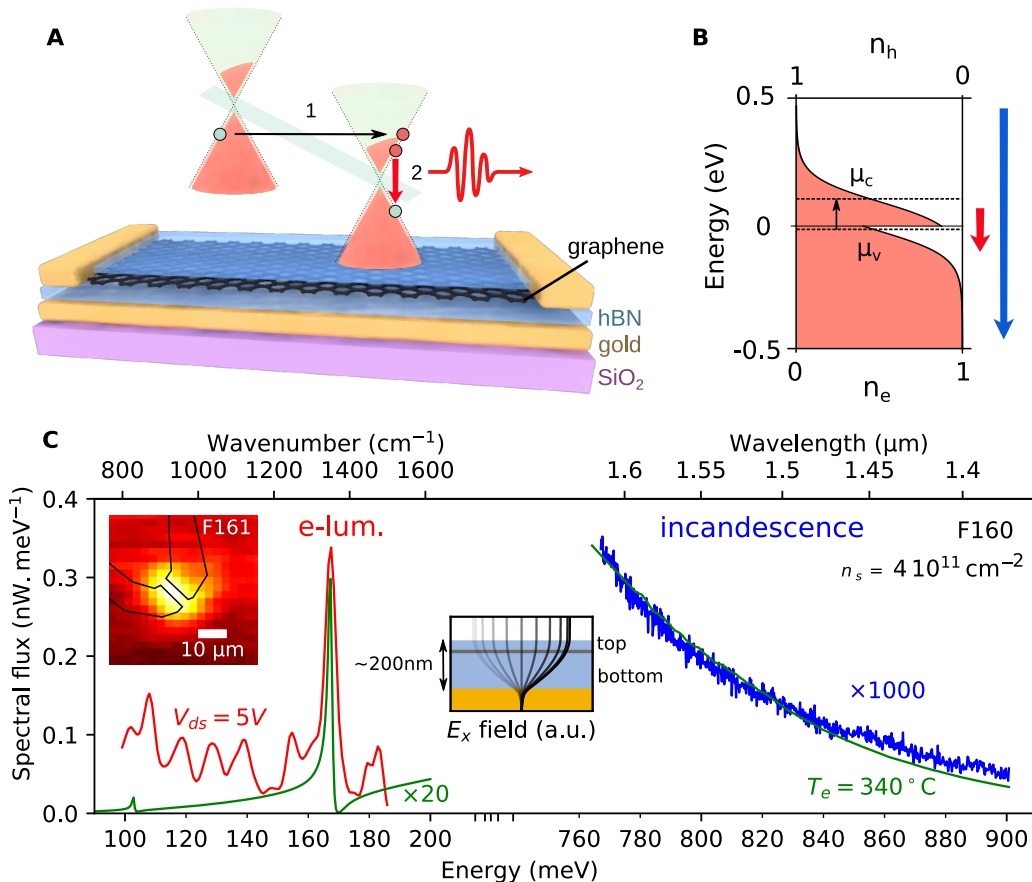 A
1
2
graphene
hBN
gold
SiO₂
B
n_h
1 0
0.5
μ_c
0
μ_v
-0.5
Energy (eV)
0 1
n_e
C
Wavenumber (cm⁻¹)
800 1000 1200 1400 1600
Wavelength (μm)
1.6 1.55 1.5 1.45 1.4
Spectral flux (nW. meV⁻¹)
0.4
0.3
0.2
0.1
0.0
F161
10 μm
e-lum.
V_ds = 5V
×20
~200nm
top
bottom
E_x field (a.u.)
incandescence
F160
n_s = 4 10¹¹ cm⁻²
×1000
T_e = 340 °C
100 120 140 160 180 200
760 780 800 820 840 860 880 900
Energy (meV)